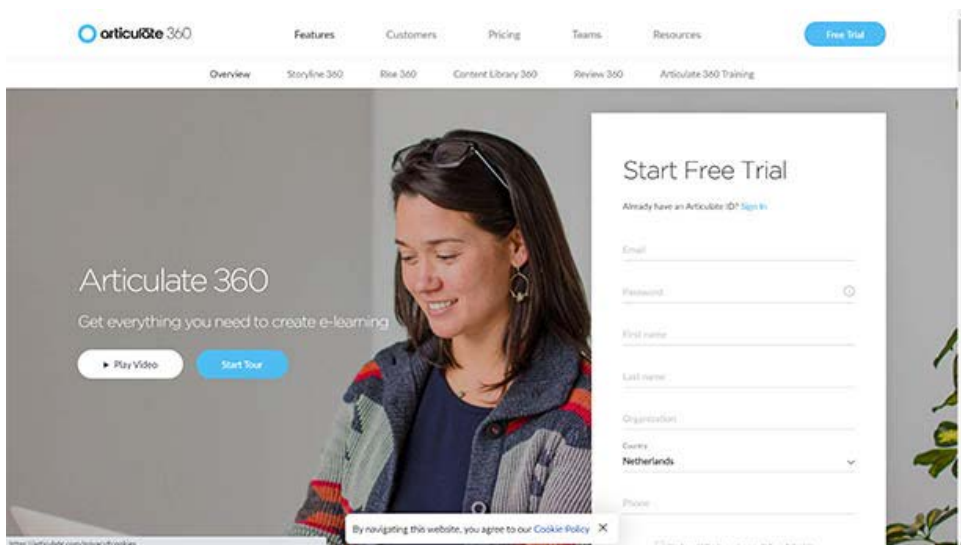 articulate 360
Features Customers Pricing Teams Resources Free Trial
Overview Storyline 360 Rise 360 Content Library 360 Review 360 Articulate 360 Training
Articulate 360
Get everything you need to create e-learning
▶ Play Video Start Tour
Start Free Trial
Already have an Articulate ID? Sign In
Email
Password
First name
Last name
Organization
Country
Netherlands
Phone
By navigating this website, you agree to our Cookie Policy ✕